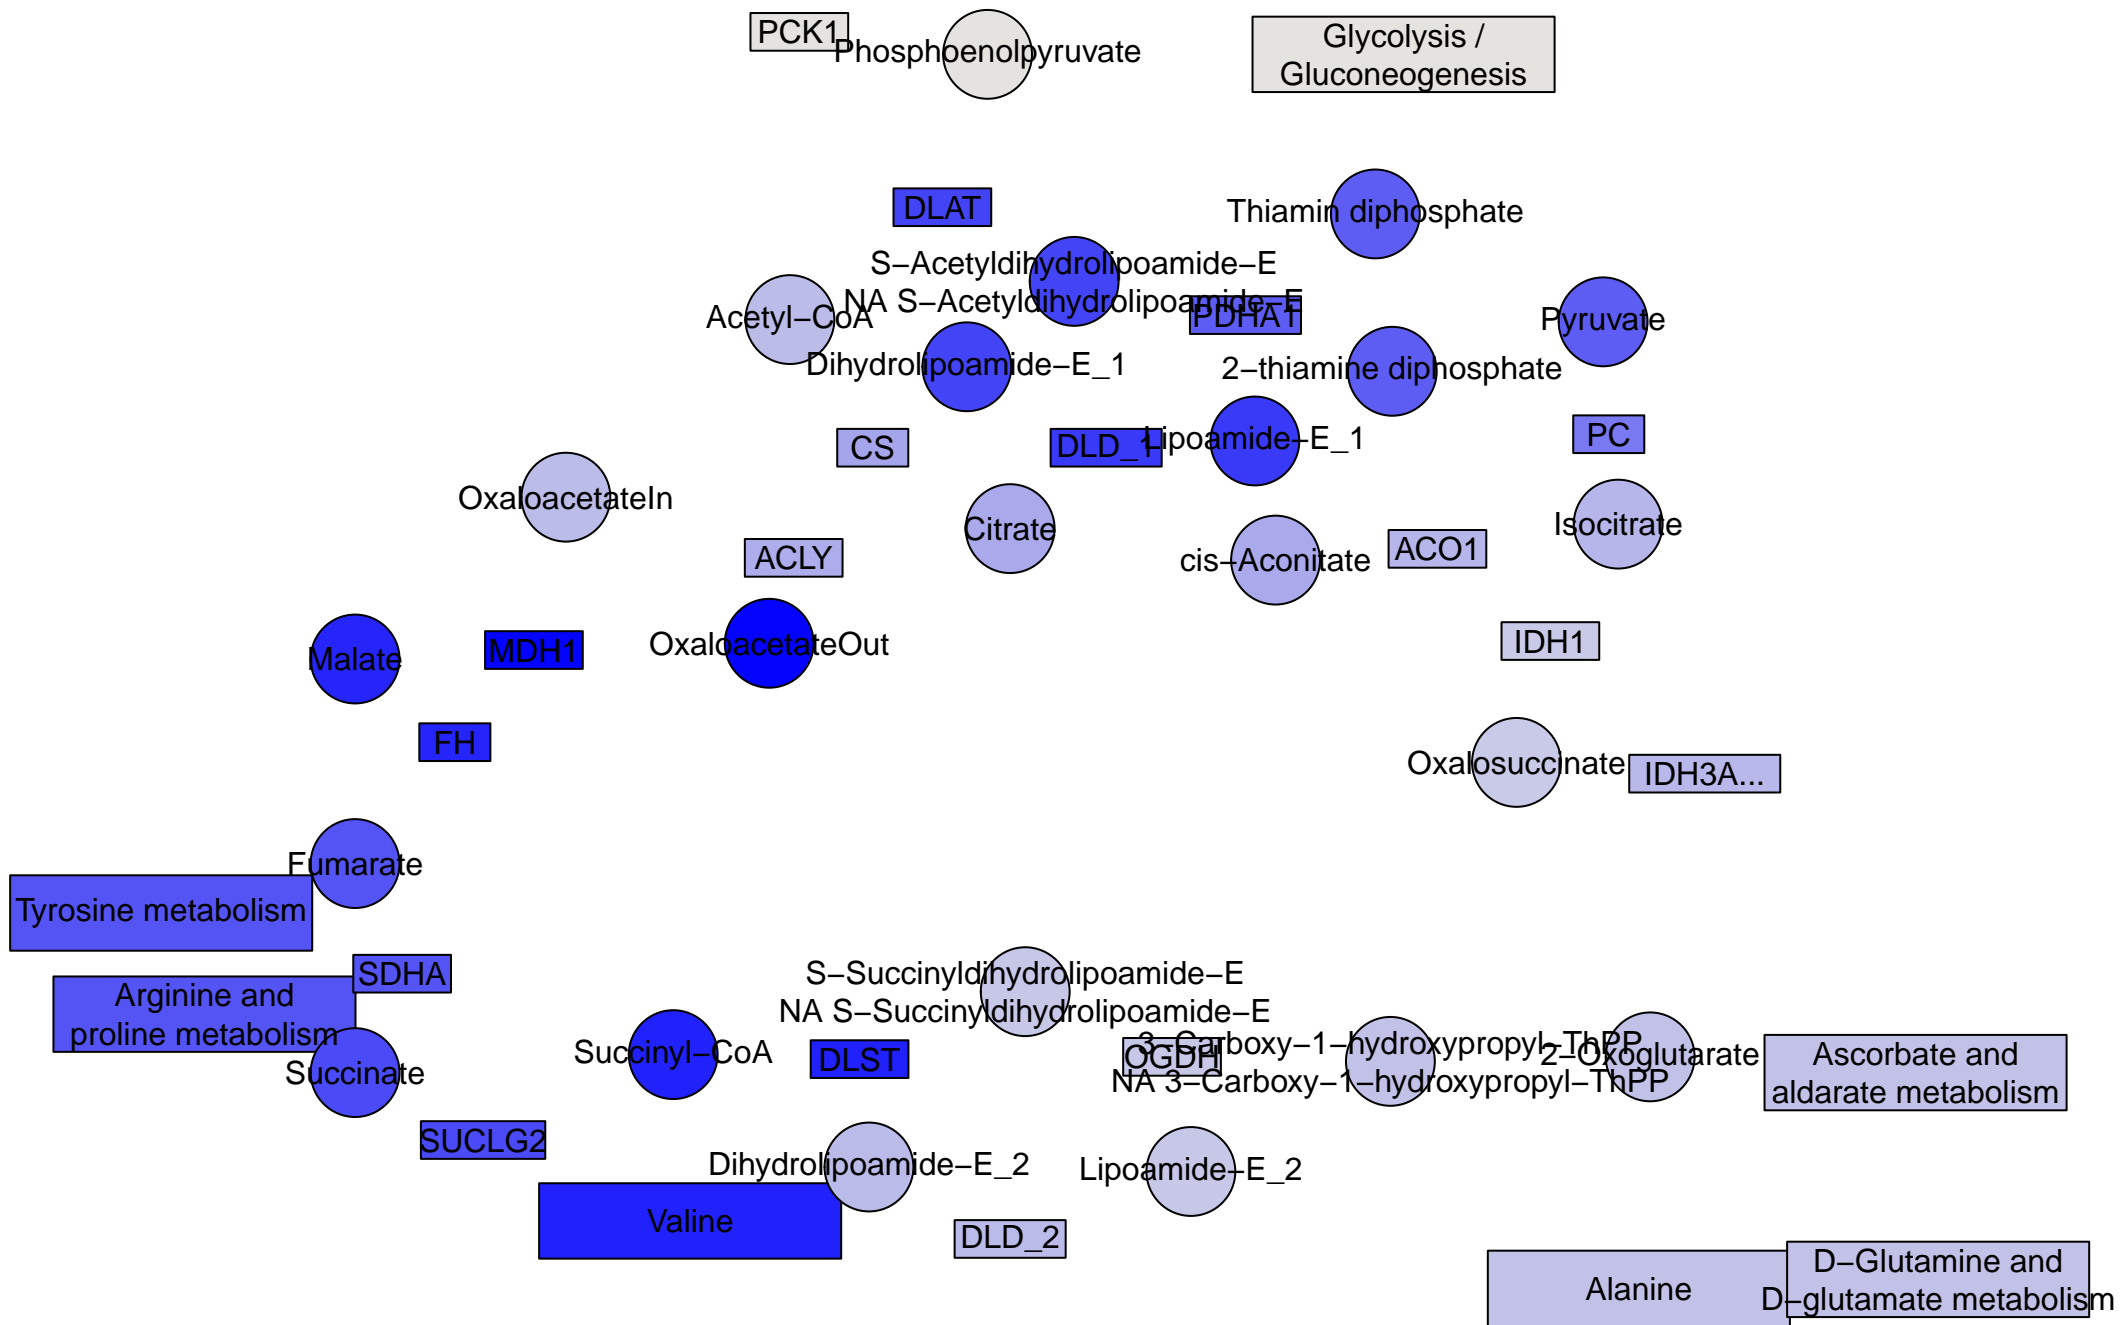 PCK1
Phosphoenolpyruvate
Glycolysis /
Gluconeogenesis
DLAT
Thiamin diphosphate
S−Acetyldihydrolipoamide−E
NA S−Acetyldihydrolipoamide−E
Acetyl−CoA
PDHA1
Pyruvate
Dihydrolipoamide−E_1
2−thiamine diphosphate
CS
DLD_1
Lipoamide−E_1
PC
OxaloacetateIn
Citrate
Isocitrate
ACLY
cis−Aconitate
ACO1
Malate
MDH1
OxaloacetateOut
IDH1
FH
Oxalosuccinate
IDH3A...
Fumarate
Tyrosine metabolism
SDHA
Arginine and
proline metabolism
S−Succinyldihydrolipoamide−E
NA S−Succinyldihydrolipoamide−E
Succinate
Succinyl−CoA
DLST
OGDH
3−Carboxy−1−hydroxypropyl−ThPP
NA 3−Carboxy−1−hydroxypropyl−ThPP
2−Oxoglutarate
Ascorbate and
aldarate metabolism
SUCLG2
Dihydrolipoamide−E_2
Lipoamide−E_2
Valine
DLD_2
Alanine
D−Glutamine and
D−glutamate metabolism